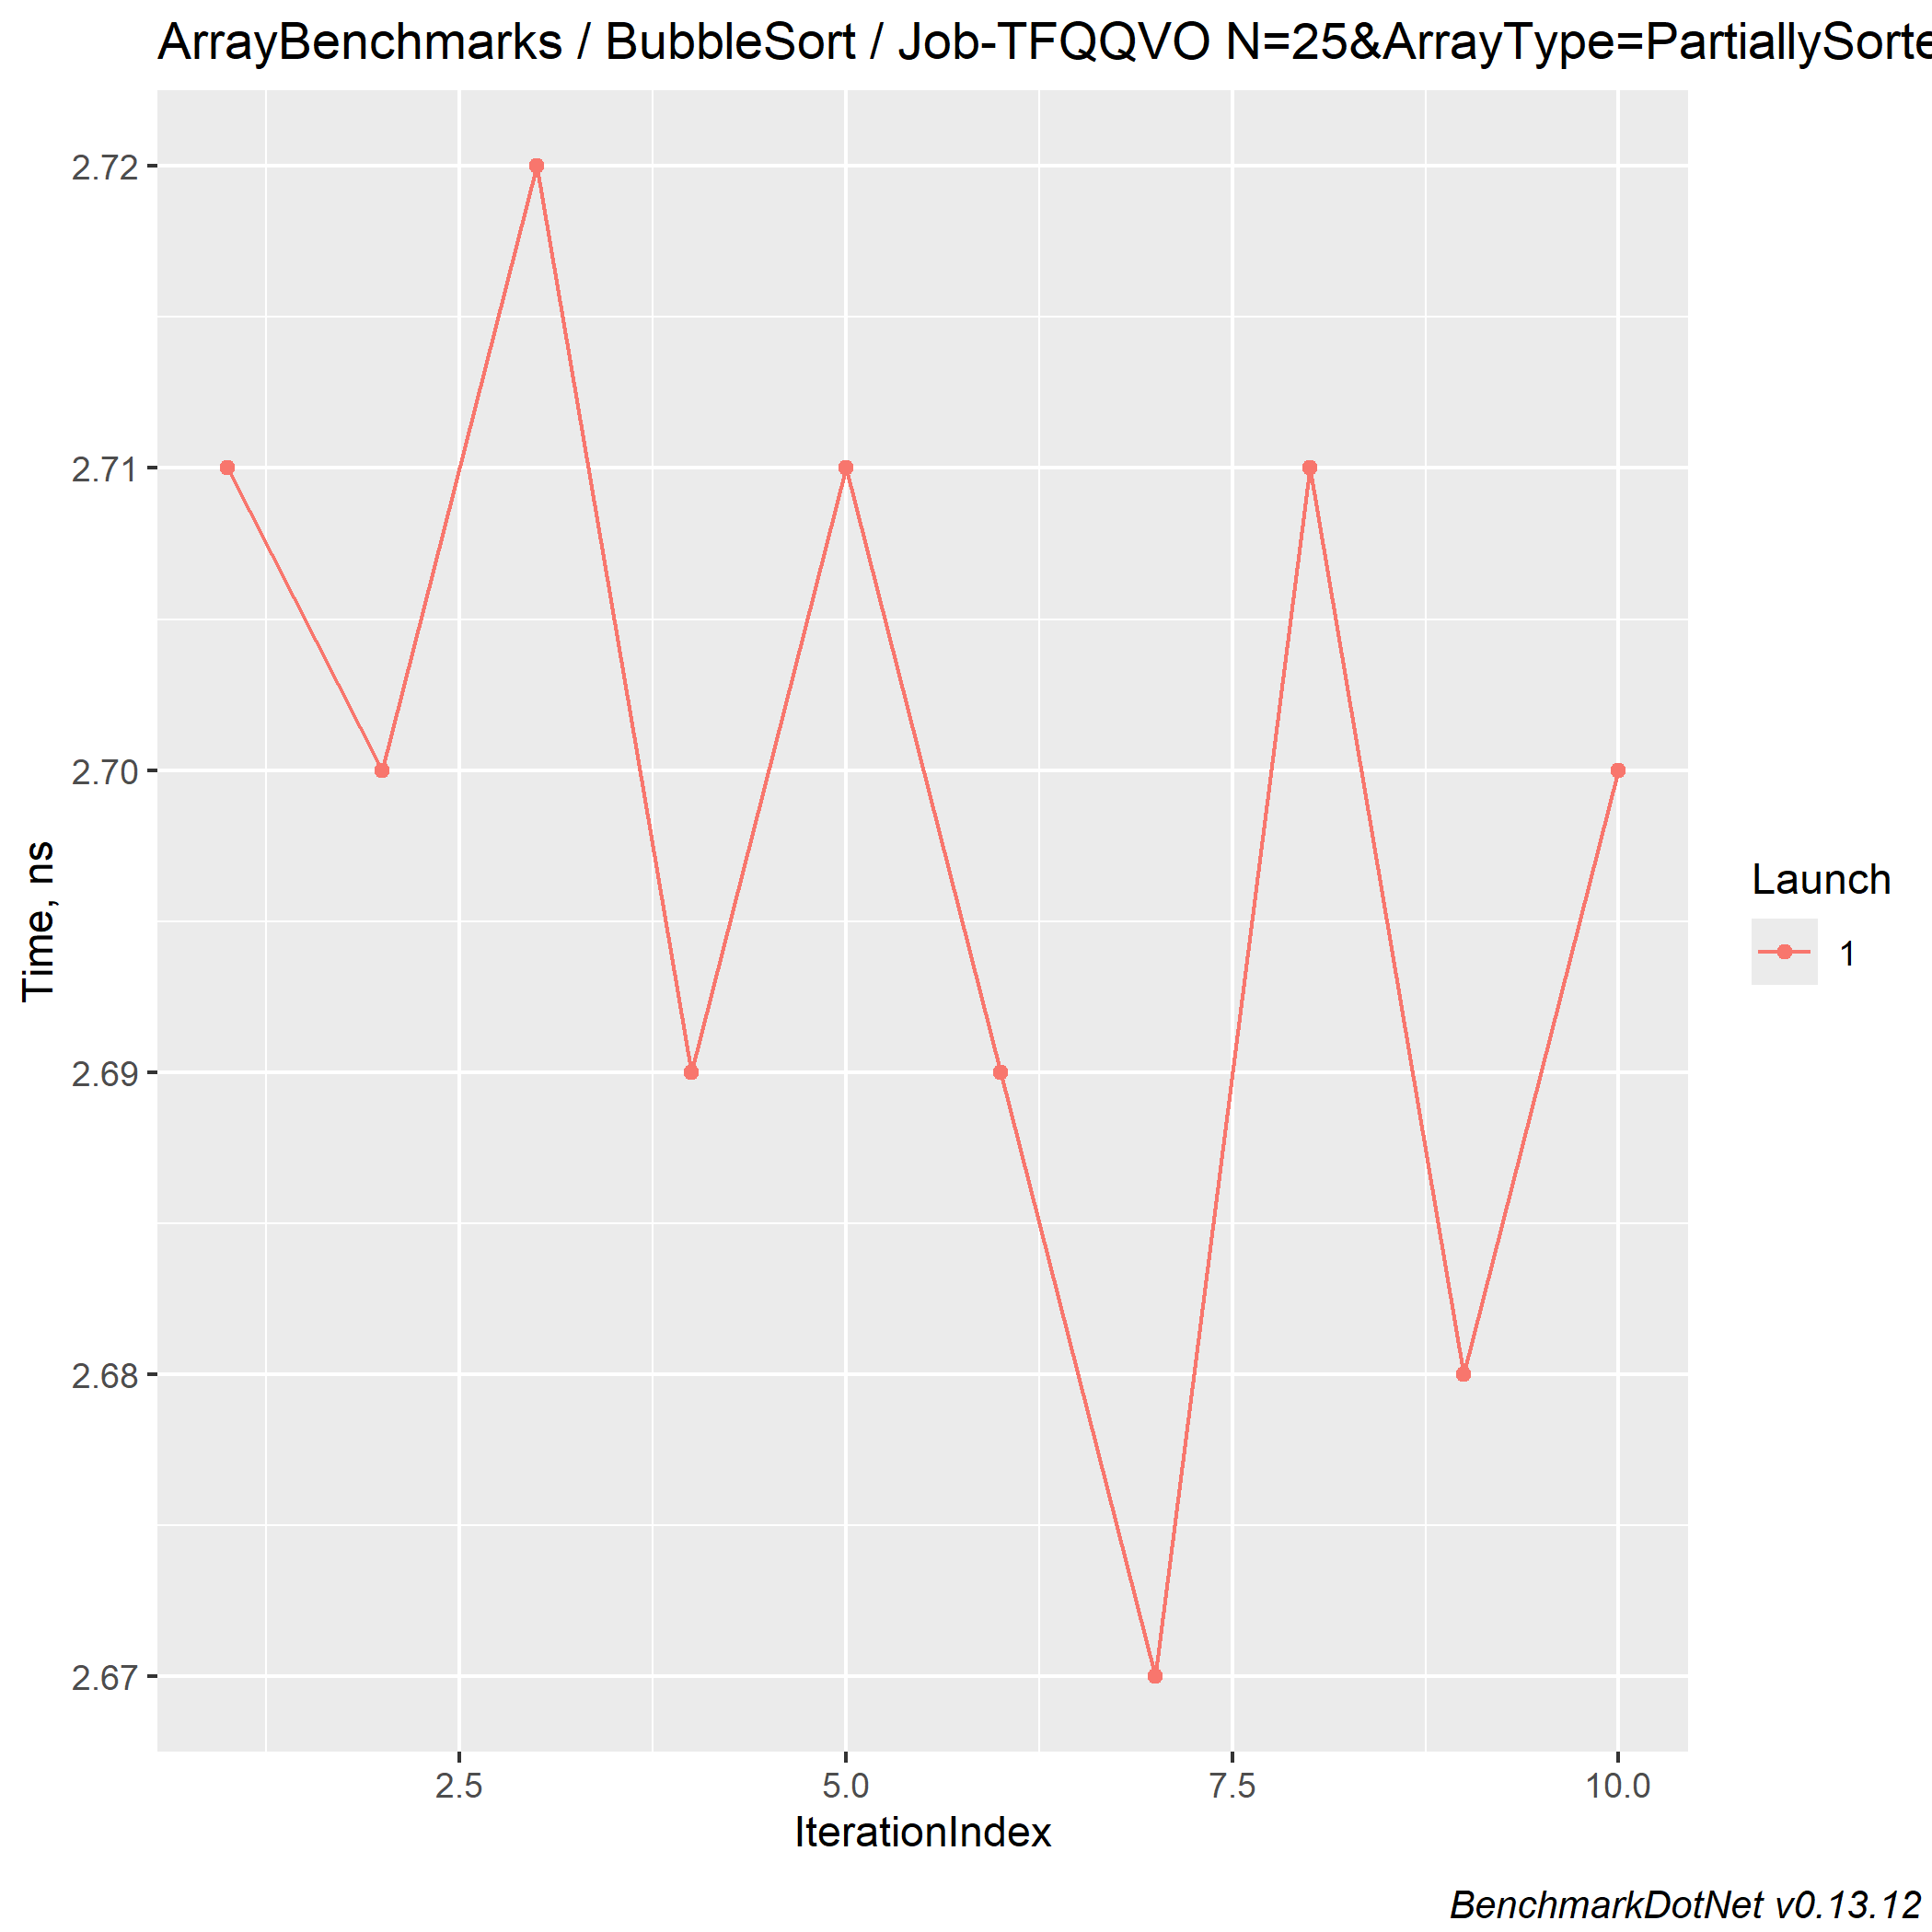 ArrayBenchmarks / BubbleSort / Job-TFQQVO N=25&ArrayType=PartiallySorte
2.72
2.71
2.70
2.69
2.68
2.67
Time, ns
2.5 5.0 7.5 10.0
IterationIndex
Launch
1
BenchmarkDotNet v0.13.12